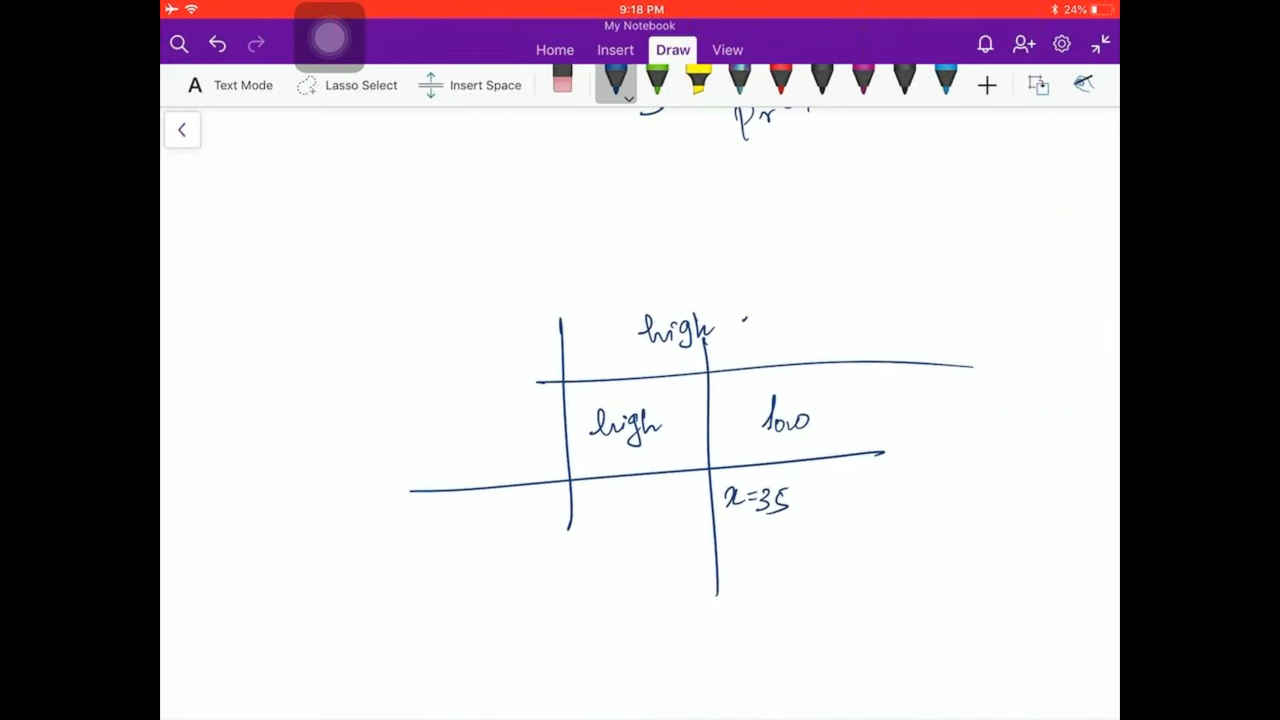 9:18 PM
24%
My Notebook
Home Insert Draw View
A Text Mode Lasso Select Insert Space
high
high low
x=35